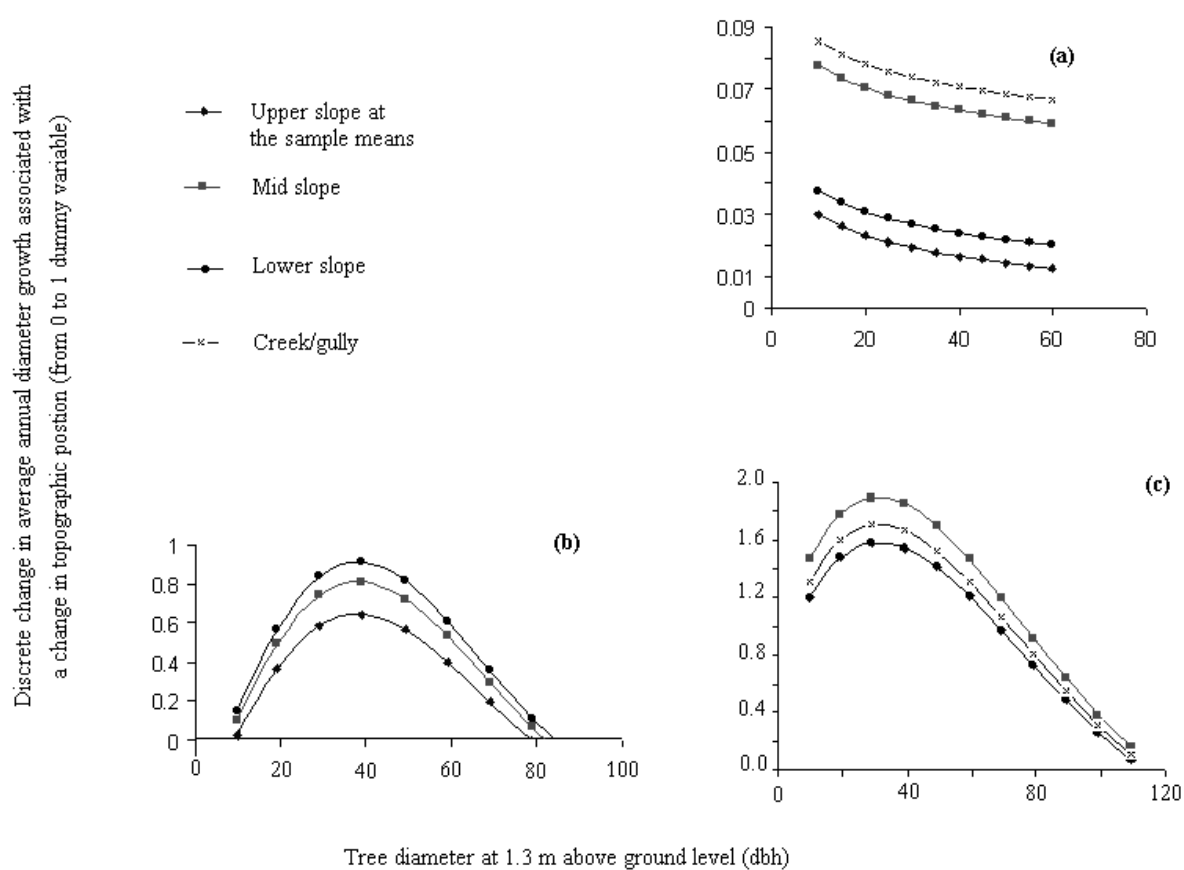 Discrete change in average annual diameter growth associated with
a change in topographic postion (from 0 to 1 dummy variable)
Upper slope at
the sample means
Mid slope
Lower slope
Creek/gully
(a)
0.09
0.07
0.05
0.03
0.01
0
0 20 40 60 80
(b)
1
0.8
0.6
0.4
0.2
0
0 20 40 60 80 100
(c)
2.0
1.6
1.2
0.8
0.4
0.0
0 40 80 120
Tree diameter at 1.3 m above ground level (dbh)